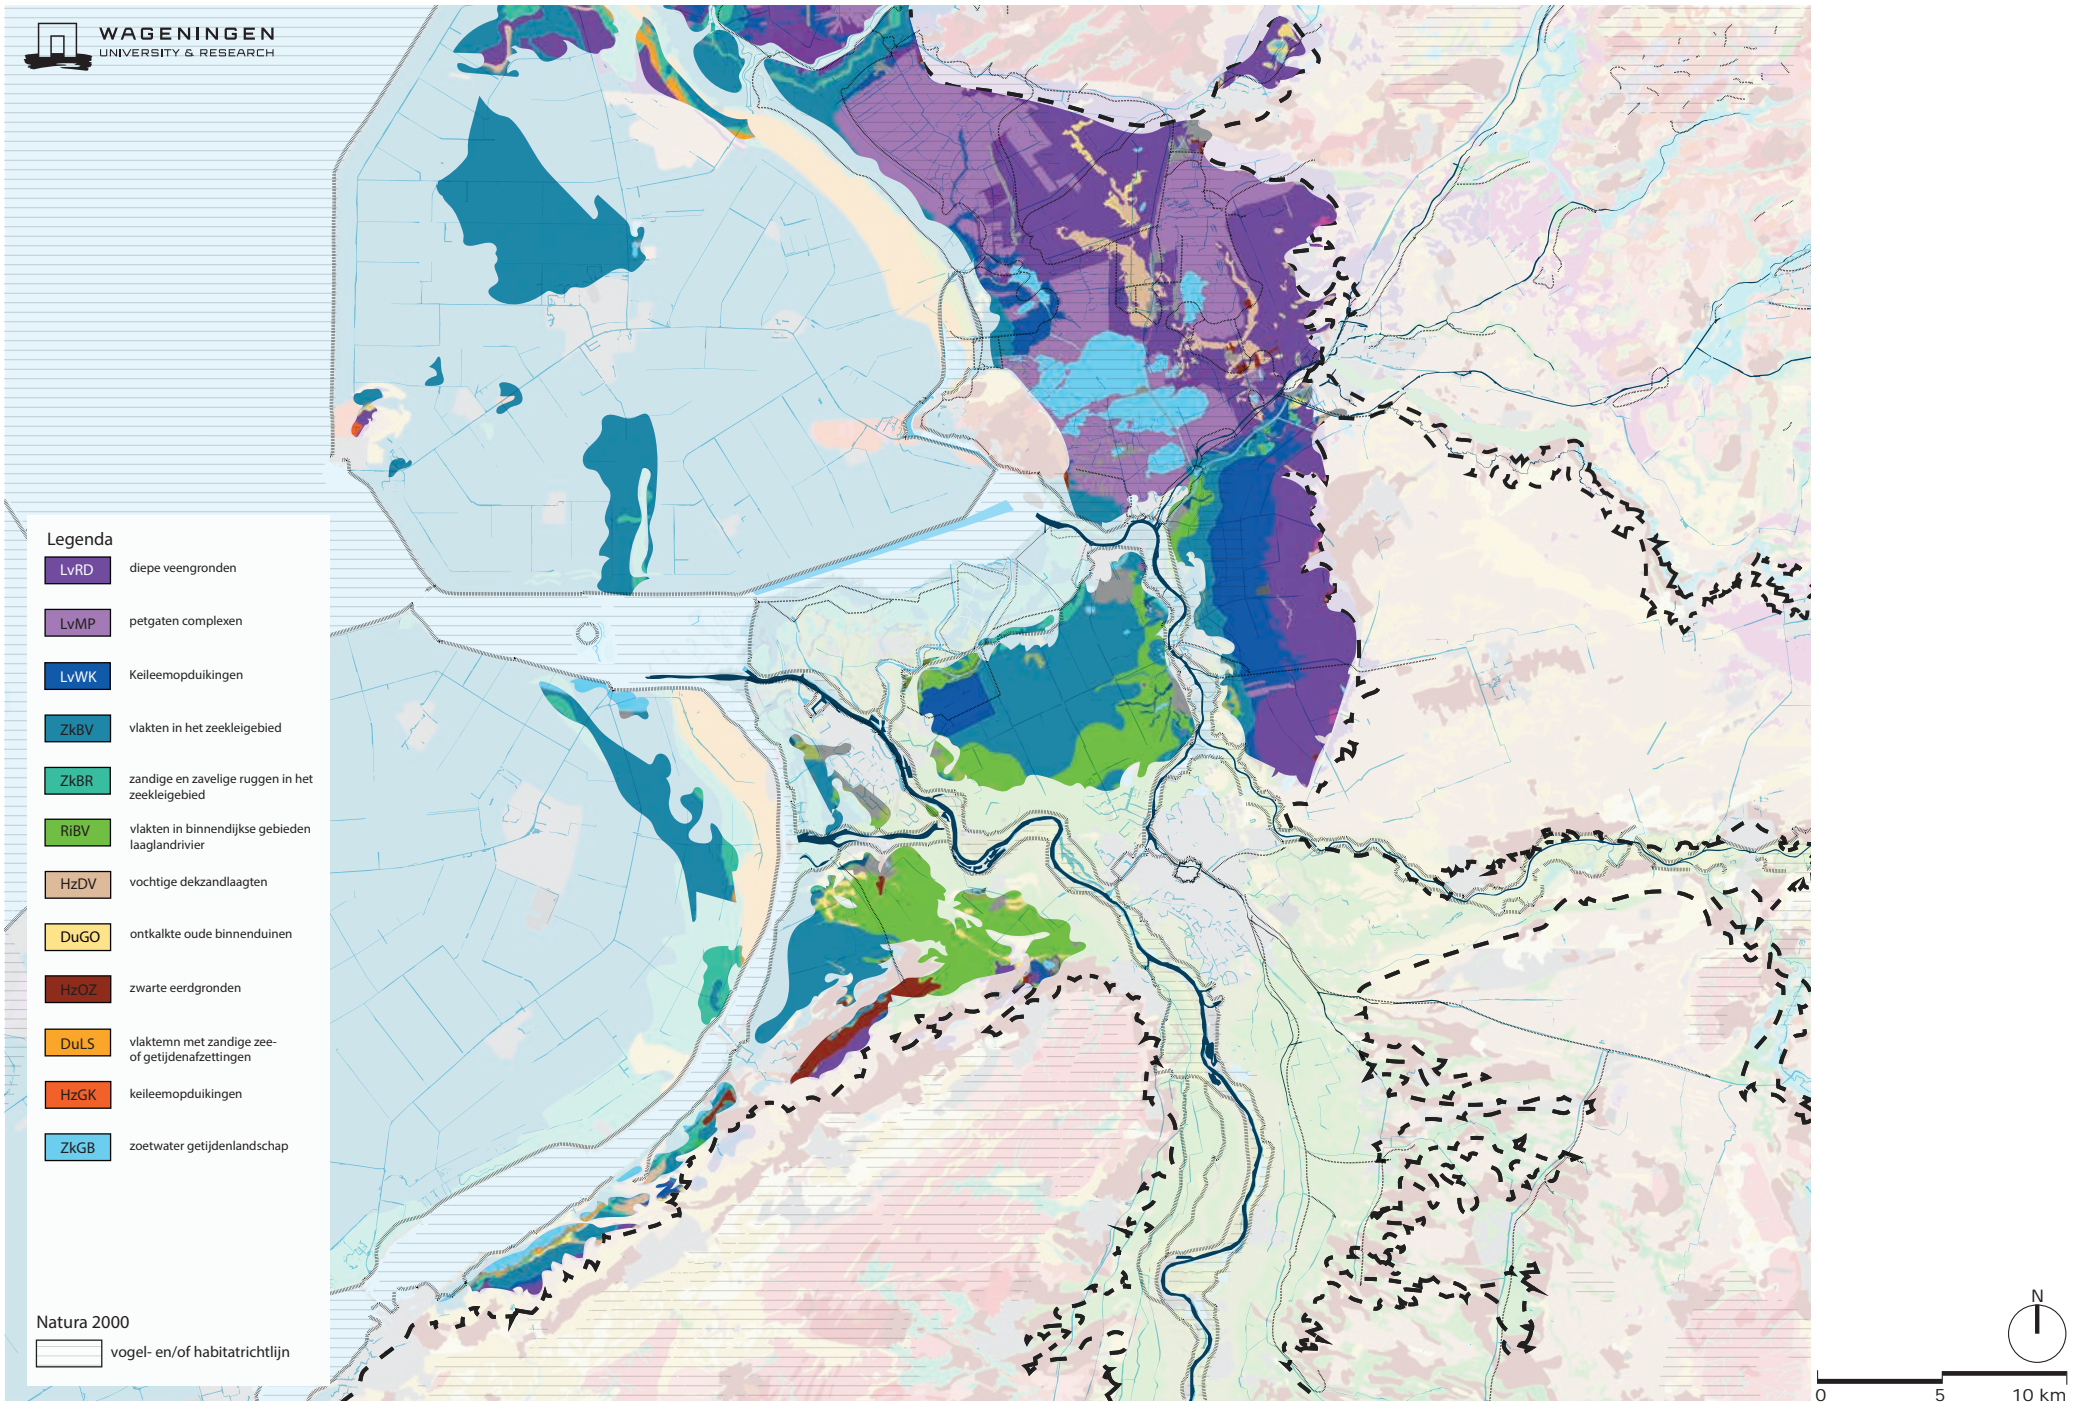 WAGENINGEN
UNIVERSITY & RESEARCH
Legenda
LvRD diepe veengronden
LvMP petgaten complexen
LvWK Keileemopduikingen
ZkBV vlakten in het zeekleigebied
ZkBR zandige en zavelige ruggen in het
zeekleigebied
RiBV vlakten in binnendijkse gebieden
laaglandrivier
HzDV vochtige dekzandlaagten
DuGO ontkalkte oude binnenduinen
HzOZ zwarte eerdgronden
DuLS vlaktemn met zandige zee-
of getijdenafzettingen
HzGK keileemopduikingen
ZkGB zoetwater getijdenlandschap
Natura 2000
vogel- en/of habitatrichtlijn
N
0 5 10 km